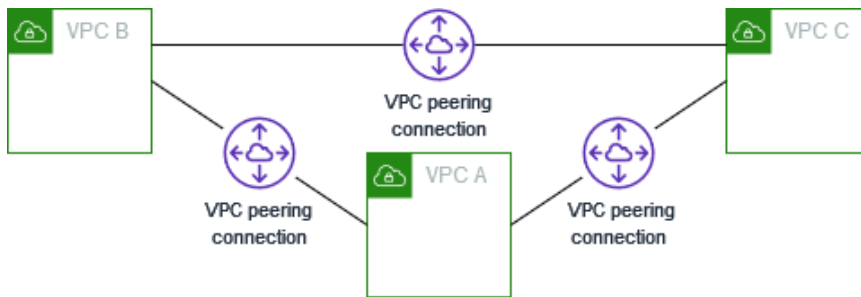 VPC B
VPC C
VPC peering
connection
VPC A
VPC peering
connection
VPC peering
connection